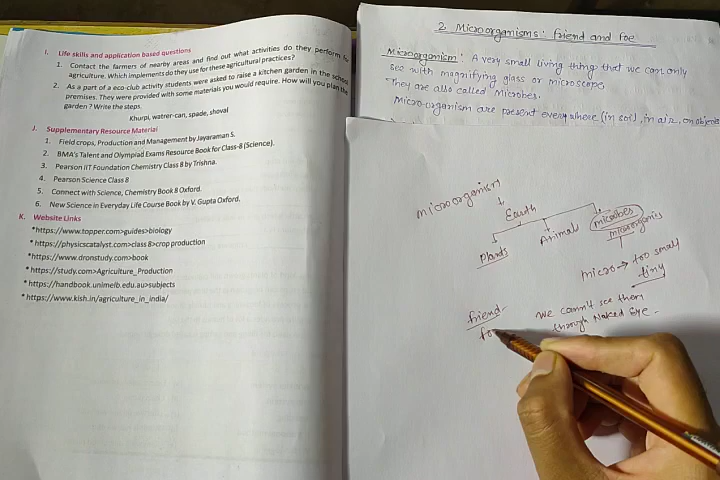 I. Life skills and application based questions
1. Contact the farmers of nearby areas and find out what activities do they perform for
agriculture. Which implements do they use for these agricultural practices?
2. As a part of a eco-club activity students were asked to raise a kitchen garden in the school
premises. They were provided with some materials you would require. How will you plan the
garden ? Write the steps.
Khurpi, watrer-can, spade, shoval
J. Supplementary Resource Material
1. Field crops, Production and Management by Jayaraman S.
2. BMA's Talent and Olympiad Exams Resource Book for Class-8 (Science).
3. Pearson IIT Foundation Chemistry Class 8 by Trishna.
4. Pearson Science Class 8
5. Connect with Science, Chemistry Book 8 Oxford.
6. New Science in Everyday Life Course Book by V. Gupta Oxford.
K. Website Links
*https://www.topper.com>guides>biology
*https://physicscatalyst.com>class 8>crop production
*https://www.dronstudy.com>book
*https://study.com>Agriculture_Production
*https://handbook.unimelb.edu.au>subjects
*https://www.kish.in/agriculture_in_india/
2 Microorganisms: friend and foe
Microorganism: A very small living things that we can only
see with magnifying glass or microscope
They are also called Microbes.
Micro-organism are present everywhere (in soil, in air, on objects
microorganism
Earth
Plants
Animal
microbes
microorganis
micro → too small
tiny
we cann't see them
through Naked Eye.
friend
fo